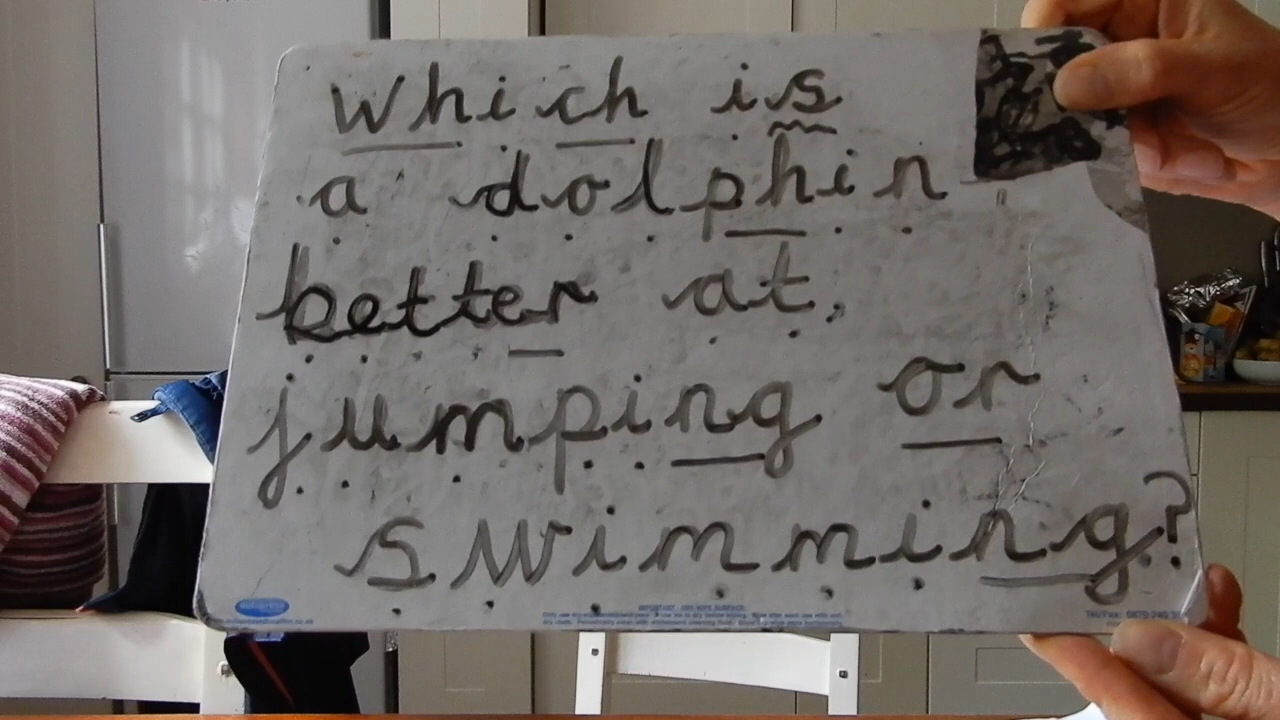 which is
a dolphin
better at,
jumping or
swimming?